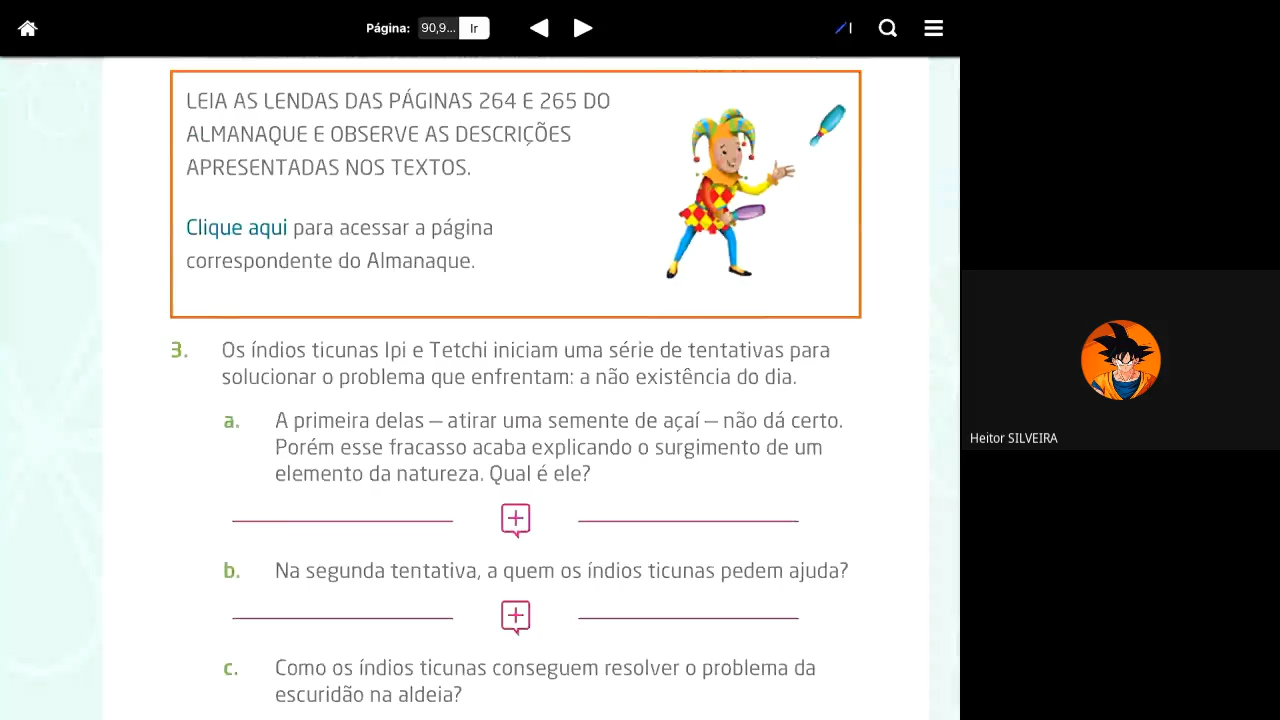 Página: 90,9... Ir
LEIA AS LENDAS DAS PÁGINAS 264 E 265 DO
ALMANAQUE E OBSERVE AS DESCRIÇÕES
APRESENTADAS NOS TEXTOS.
Clique aqui para acessar a página
correspondente do Almanaque.
3. Os índios ticunas Ipi e Tetchi iniciam uma série de tentativas para
solucionar o problema que enfrentam: a não existência do dia.
a. A primeira delas — atirar uma semente de açaí — não dá certo.
Porém esse fracasso acaba explicando o surgimento de um
elemento da natureza. Qual é ele?
b. Na segunda tentativa, a quem os índios ticunas pedem ajuda?
c. Como os índios ticunas conseguem resolver o problema da
escuridão na aldeia?
Heitor SILVEIRA